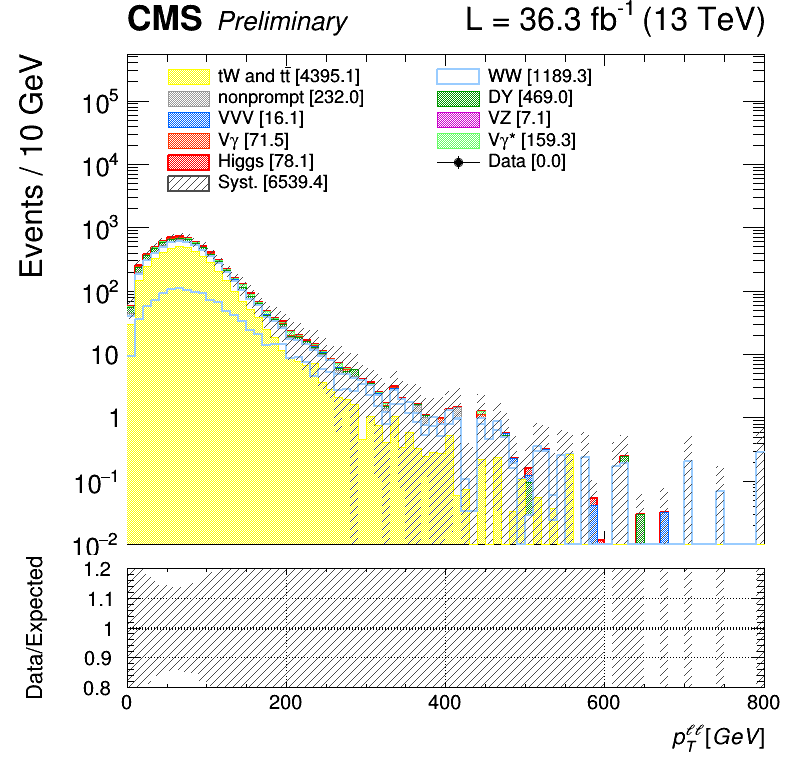 CMS Preliminary L = 36.3 fb⁻¹ (13 TeV)
Events / 10 GeV
tW and tt̄ [4395.1] WW [1189.3]
nonprompt [232.0] DY [469.0]
VVV [16.1] VZ [7.1]
Vγ [71.5] Vγ* [159.3]
Higgs [78.1] Data [0.0]
Syst. [6539.4]
10⁵
10⁴
10³
10²
10
1
10⁻¹
10⁻²
Data/Expected
1.2
1.1
1
0.9
0.8
0 200 400 600 800
p_T^ℓℓ [GeV]